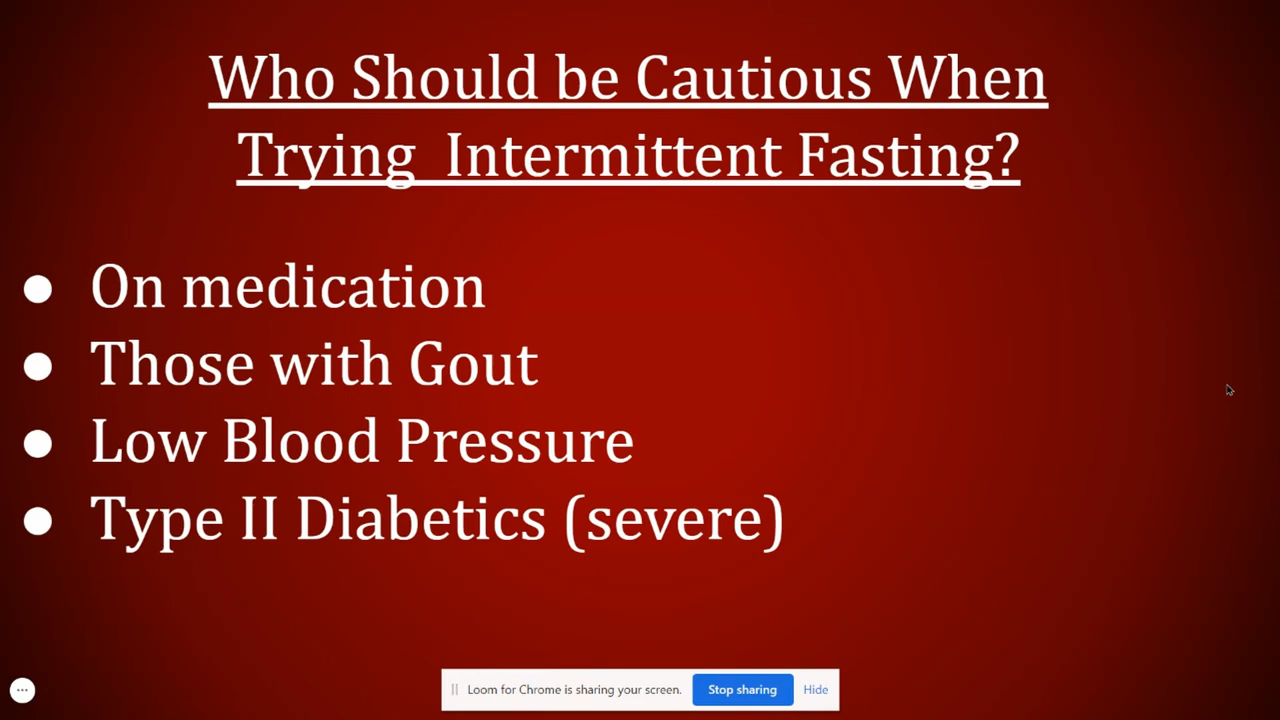 Who Should be Cautious When
Trying  Intermittent Fasting?
● On medication
● Those with Gout
● Low Blood Pressure
● Type II Diabetics (severe)
Loom for Chrome is sharing your screen. Stop sharing Hide